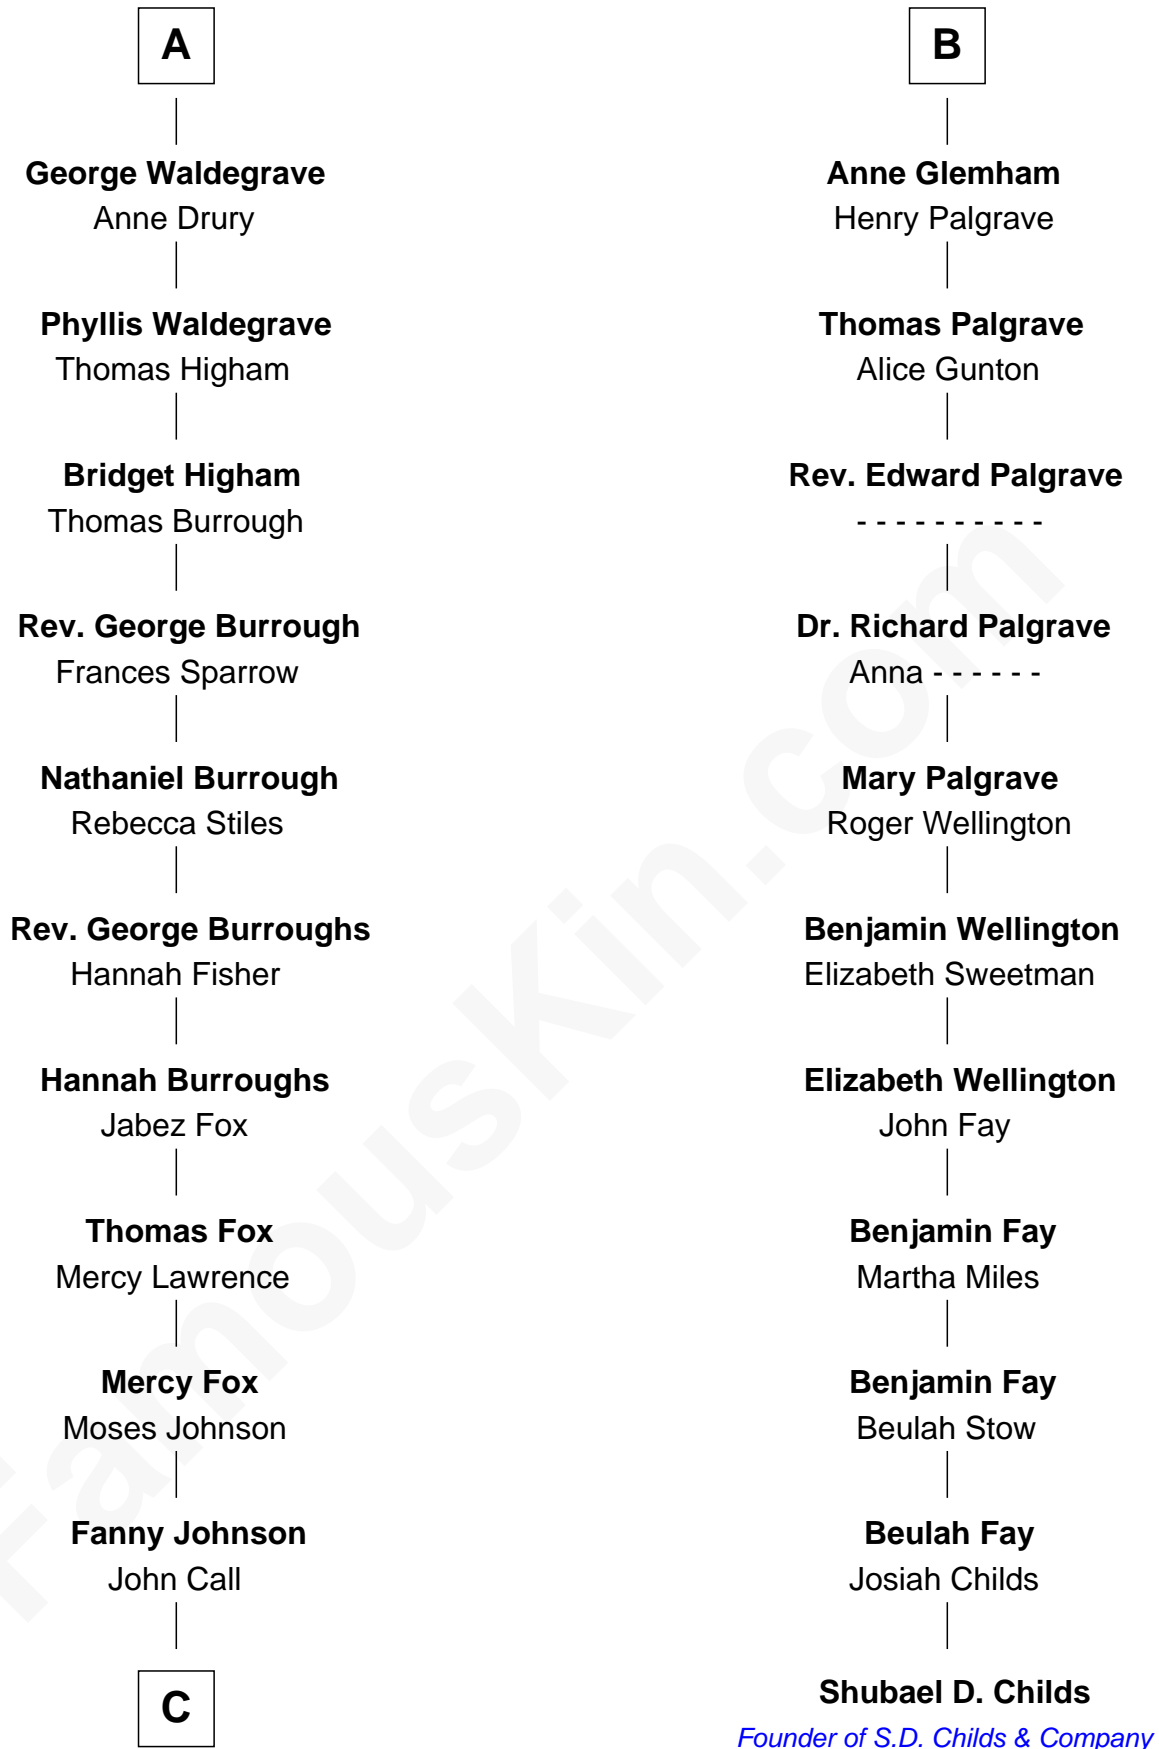 A
George Waldegrave
Anne Drury
Phyllis Waldegrave
Thomas Higham
Bridget Higham
Thomas Burrough
Rev. George Burrough
Frances Sparrow
Nathaniel Burrough
Rebecca Stiles
Rev. George Burroughs
Hannah Fisher
Hannah Burroughs
Jabez Fox
Thomas Fox
Mercy Lawrence
Mercy Fox
Moses Johnson
Fanny Johnson
John Call
C
B
Anne Glemham
Henry Palgrave
Thomas Palgrave
Alice Gunton
Rev. Edward Palgrave
- - - - - - - - - -
Dr. Richard Palgrave
Anna - - - - - -
Mary Palgrave
Roger Wellington
Benjamin Wellington
Elizabeth Sweetman
Elizabeth Wellington
John Fay
Benjamin Fay
Martha Miles
Benjamin Fay
Beulah Stow
Beulah Fay
Josiah Childs
Shubael D. Childs
Founder of S.D. Childs & Company
FamousKin.com